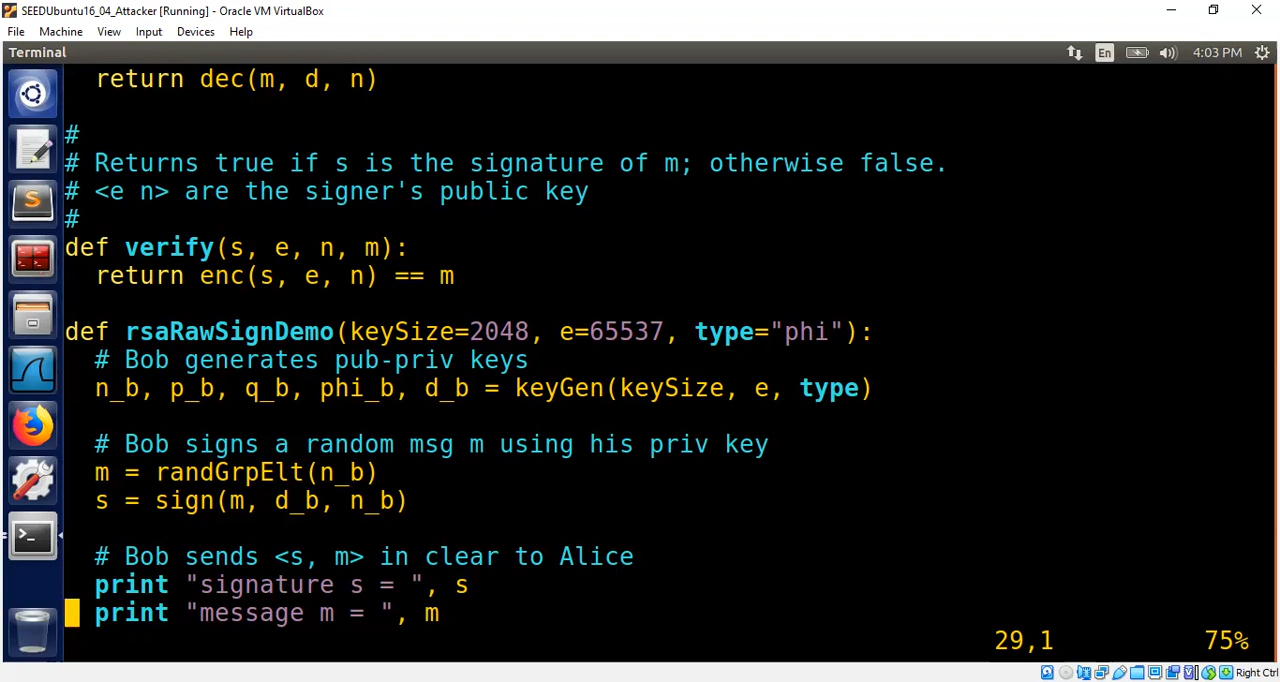 SEEDUbuntu16_04_Attacker [Running] - Oracle VM VirtualBox
File Machine View Input Devices Help
Terminal En 4:03 PM
return dec(m, d, n)
#
# Returns true if s is the signature of m; otherwise false.
# <e n> are the signer's public key
#
def verify(s, e, n, m):
return enc(s, e, n) == m
def rsaRawSignDemo(keySize=2048, e=65537, type="phi"):
# Bob generates pub-priv keys
n_b, p_b, q_b, phi_b, d_b = keyGen(keySize, e, type)
# Bob signs a random msg m using his priv key
m = randGrpElt(n_b)
s = sign(m, d_b, n_b)
# Bob sends <s, m> in clear to Alice
print "signature s = ", s
print "message m = ", m
29,1 75%
Right Ctrl